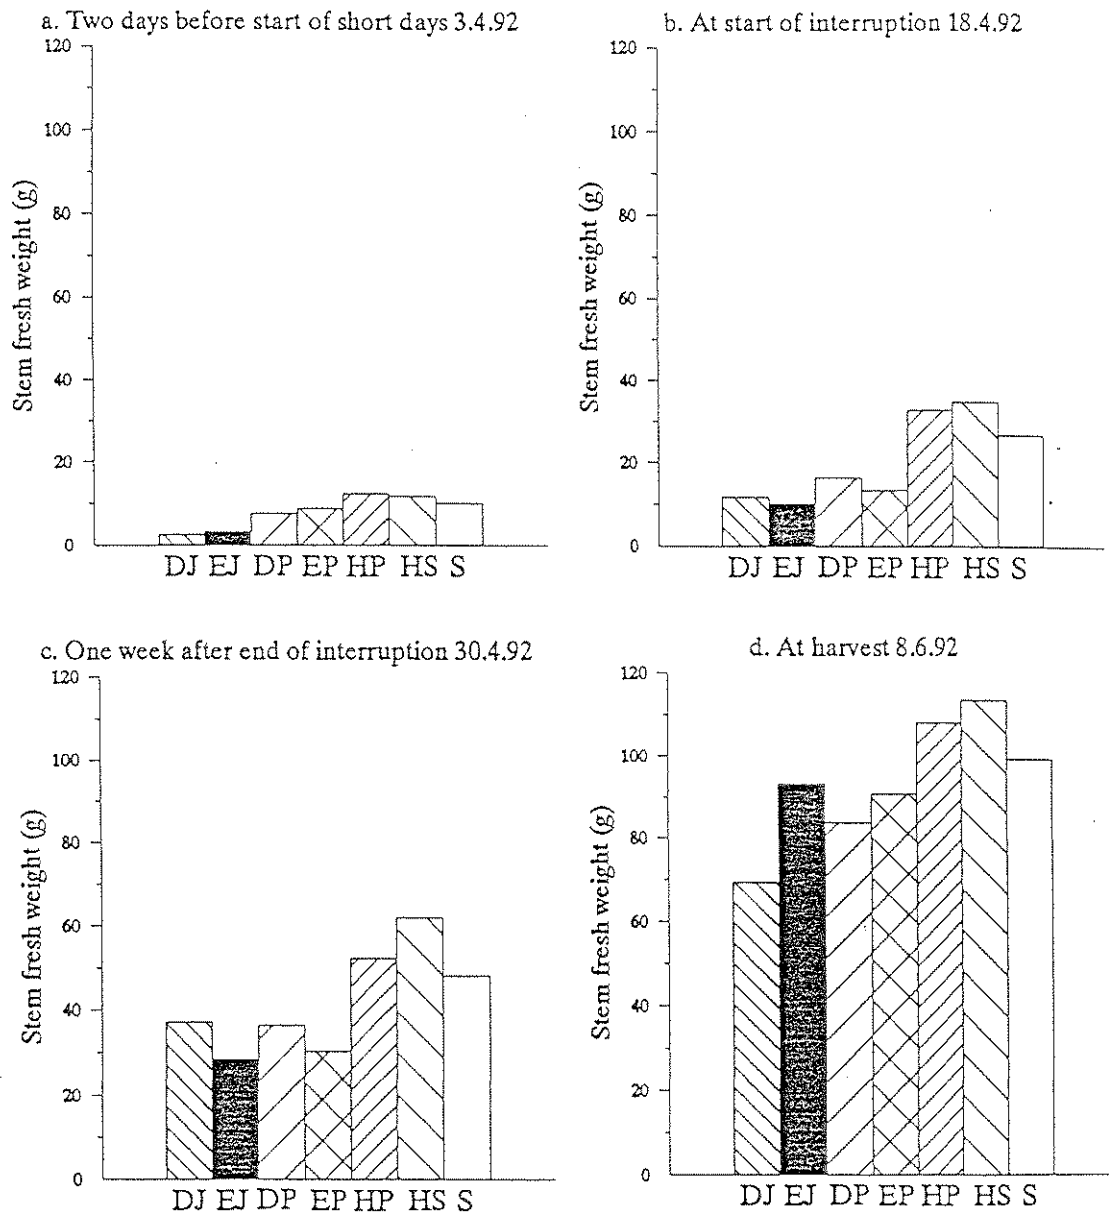 a. Two days before start of short days 3.4.92
120
100
80
60
40
20
0
Stem fresh weight (g)
DJ EJ DP EP HP HS S
b. At start of interruption 18.4.92
120
100
80
60
40
20
0
Stem fresh weight (g)
DJ EJ DP EP HP HS S
c. One week after end of interruption 30.4.92
120
100
80
60
40
20
0
Stem fresh weight (g)
DJ EJ DP EP HP HS S
d. At harvest 8.6.92
120
100
80
60
40
20
0
Stem fresh weight (g)
DJ EJ DP EP HP HS S